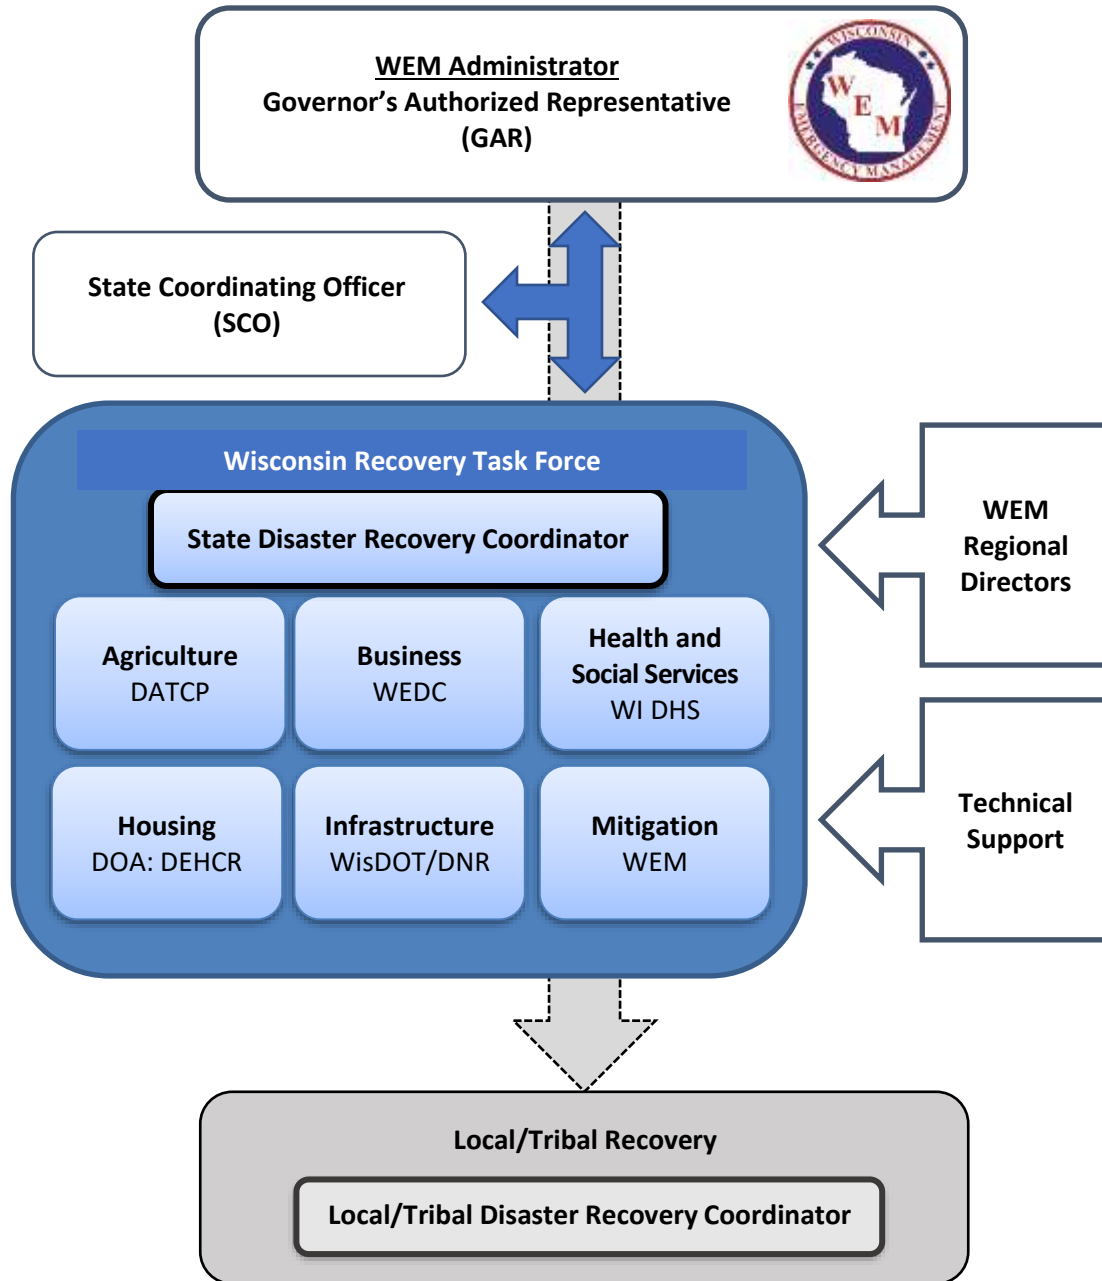 WEM Administrator
Governor’s Authorized Representative
(GAR)
WISCONSIN
WEM
EMERGENCY MANAGEMENT
State Coordinating Officer
(SCO)
Wisconsin Recovery Task Force
State Disaster Recovery Coordinator
Agriculture
DATCP
Business
WEDC
Health and
Social Services
WI DHS
Housing
DOA: DEHCR
Infrastructure
WisDOT/DNR
Mitigation
WEM
WEM
Regional
Directors
Technical
Support
Local/Tribal Recovery
Local/Tribal Disaster Recovery Coordinator